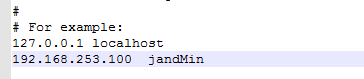 #
# For example:
127.0.0.1 localhost
192.168.253.100  jandMin